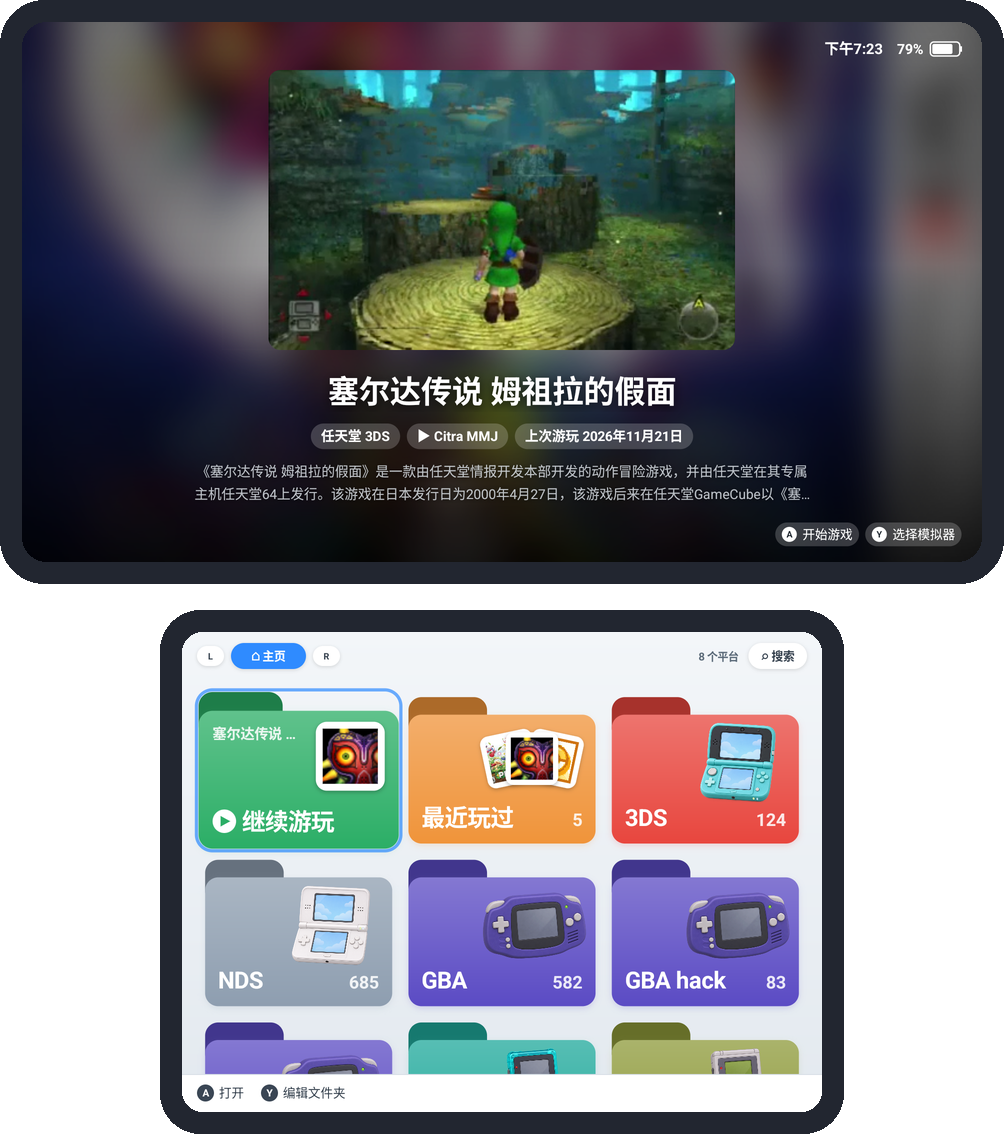 下午7:23 79%
A
塞尔达传说 姆祖拉的假面
任天堂 3DS
Citra MMJ
上次游玩 2026年11月21日
《塞尔达传说 姆祖拉的假面》是一款由任天堂情报开发本部开发的动作冒险游戏，并由任天堂在其专属
主机任天堂64上发行。该游戏在日本发行日为2000年4月27日，该游戏后来在任天堂GameCube以《塞...
A 开始游戏
Y 选择模拟器
L
主页
R
8 个平台
搜索
塞尔达传说 ...
继续游玩
最近玩过 5
3DS 124
NDS 685
GBA 582
GBA hack 83
A 打开
Y 编辑文件夹